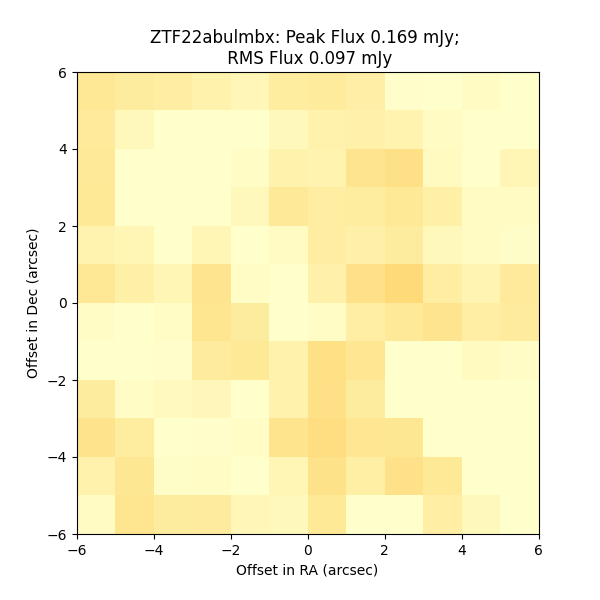 ZTF22abulmbx: Peak Flux 0.169 mJy;
RMS Flux 0.097 mJy
6
4
2
0
−2
−4
−6
Offset in Dec (arcsec)
−6 −4 −2 0 2 4 6
Offset in RA (arcsec)